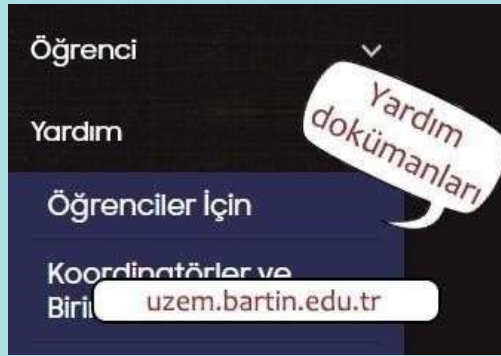 Öğrenci
Yardım
Yardım
dokümanları
Öğrenciler İçin
Koordinatörler ve
uzem.bartin.edu.tr